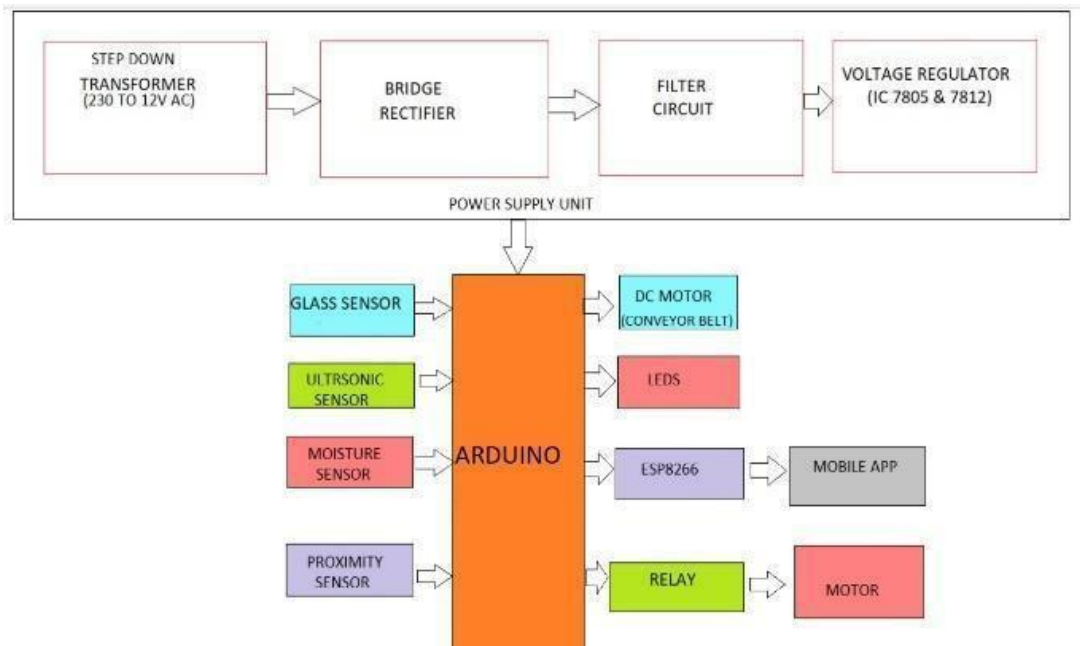 STEP DOWN
TRANSFORMER
(230 TO 12V AC)
BRIDGE
RECTIFIER
FILTER
CIRCUIT
VOLTAGE REGULATOR
(IC 7805 & 7812)
POWER SUPPLY UNIT
GLASS SENSOR
ULTRSONIC
SENSOR
MOISTURE
SENSOR
PROXIMITY
SENSOR
ARDUINO
DC MOTOR
(CONVEYOR BELT)
LEDS
ESP8266
MOBILE APP
RELAY
MOTOR